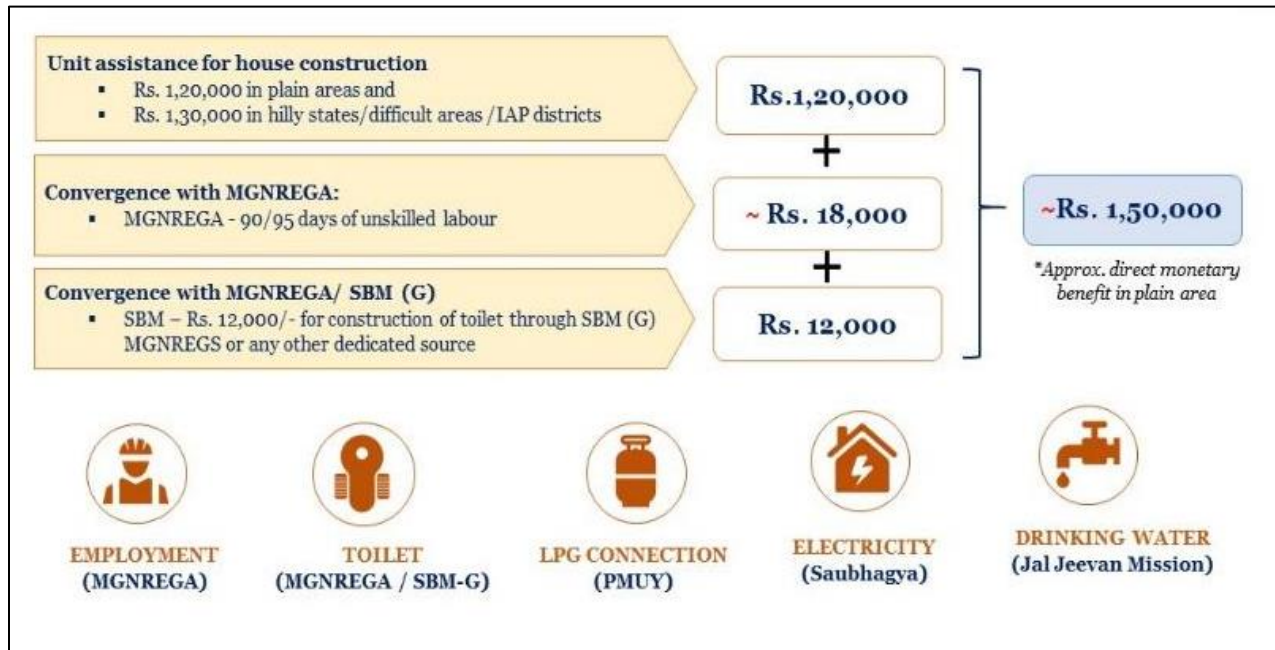 Unit assistance for house construction
▪ Rs. 1,20,000 in plain areas and
▪ Rs. 1,30,000 in hilly states/difficult areas /IAP districts
Rs.1,20,000
+
Convergence with MGNREGA:
▪ MGNREGA - 90/95 days of unskilled labour
~ Rs. 18,000
+
Convergence with MGNREGA/ SBM (G)
▪ SBM – Rs. 12,000/- for construction of toilet through SBM (G)
MGNREGS or any other dedicated source
Rs. 12,000
~Rs. 1,50,000
*Approx. direct monetary
benefit in plain area
EMPLOYMENT
(MGNREGA)
TOILET
(MGNREGA / SBM-G)
LPG CONNECTION
(PMUY)
ELECTRICITY
(Saubhagya)
DRINKING WATER
(Jal Jeevan Mission)